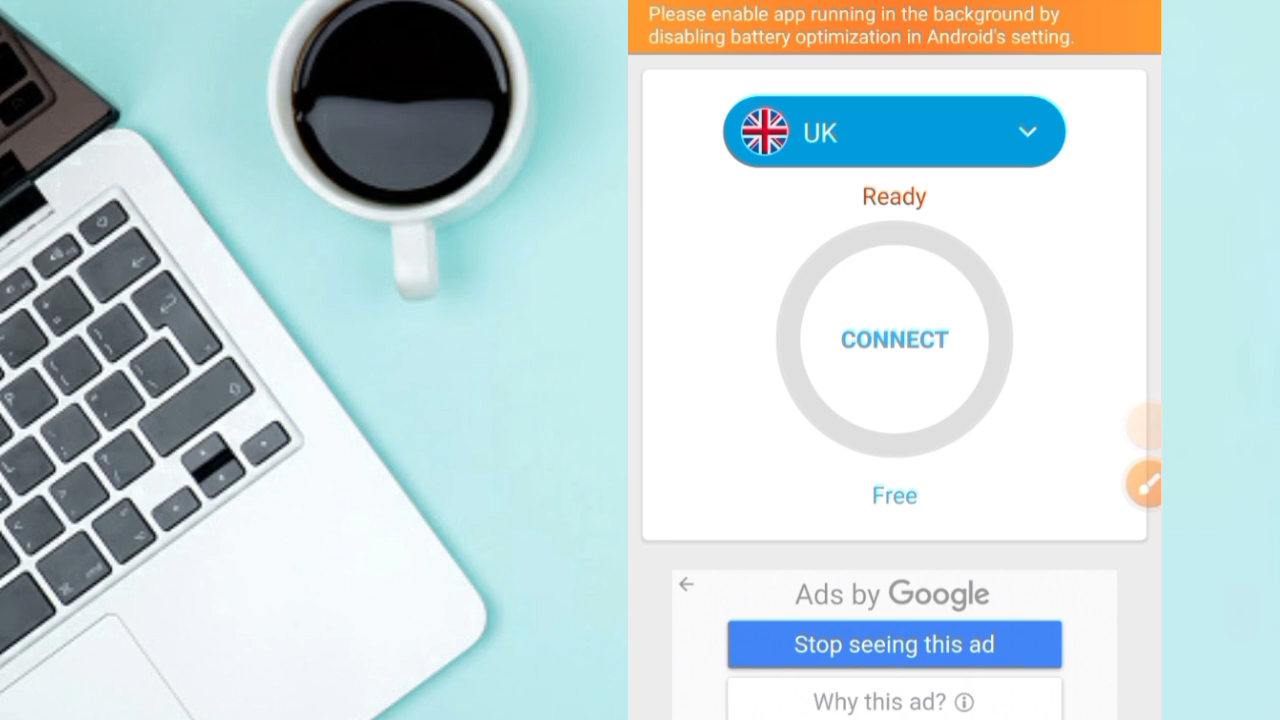 Please enable app running in the background by
disabling battery optimization in Android's setting.
UK
Ready
CONNECT
Free
Ads by Google
Stop seeing this ad
Why this ad?